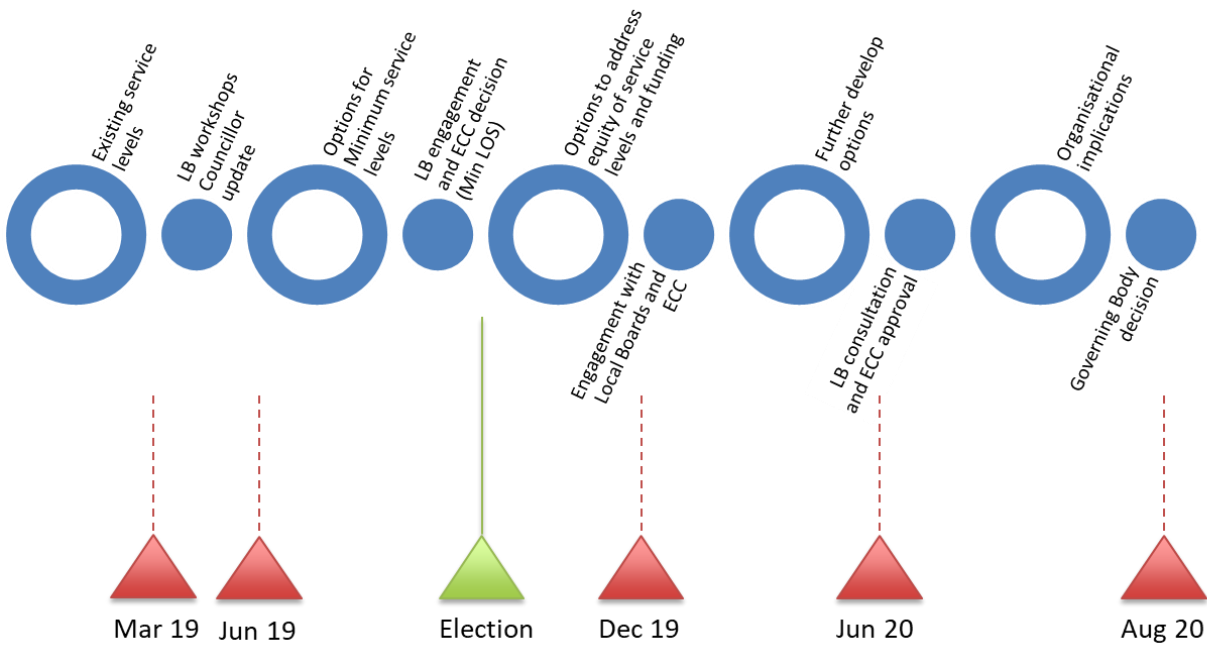 Existing service
levels
LB workshops
Councillor
update
Options for
Minimum service
levels
LB engagement
and ECC decision
(Min LOS)
Options to address
equity of service
levels and funding
Engagement with
Local Boards and
ECC
Further develop
options
LB consultation
and ECC approval
Organisational
implications
Governing Body
decision
Mar 19
Jun 19
Election
Dec 19
Jun 20
Aug 20